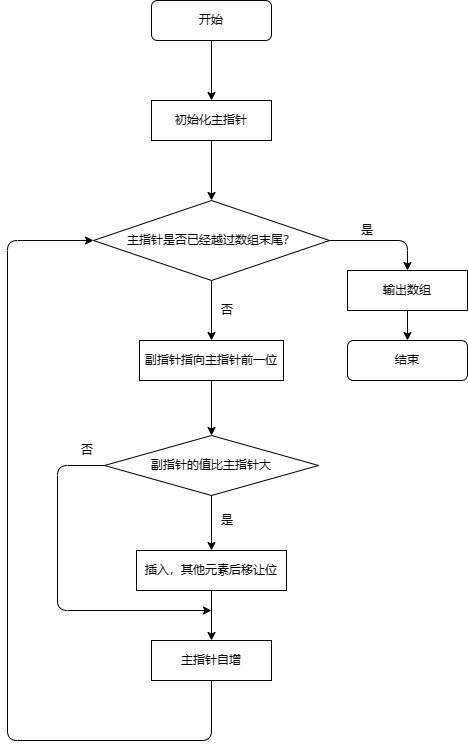 开始
初始化主指针
主指针是否已经越过数组末尾？
是
输出数组
否
副指针指向主指针前一位
结束
否
副指针的值比主指针大
是
插入，其他元素后移让位
主指针自增